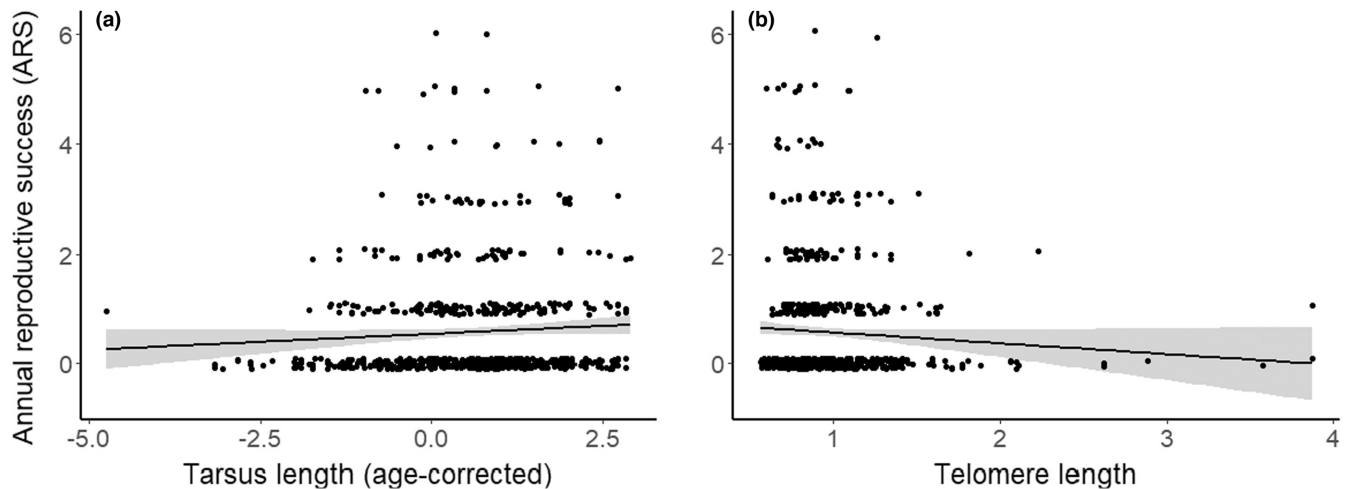 (a)
(b)
Annual reproductive success (ARS)
6
4
2
0
-5.0 -2.5 0.0 2.5
Tarsus length (age-corrected)
6
4
2
0
1 2 3 4
Telomere length